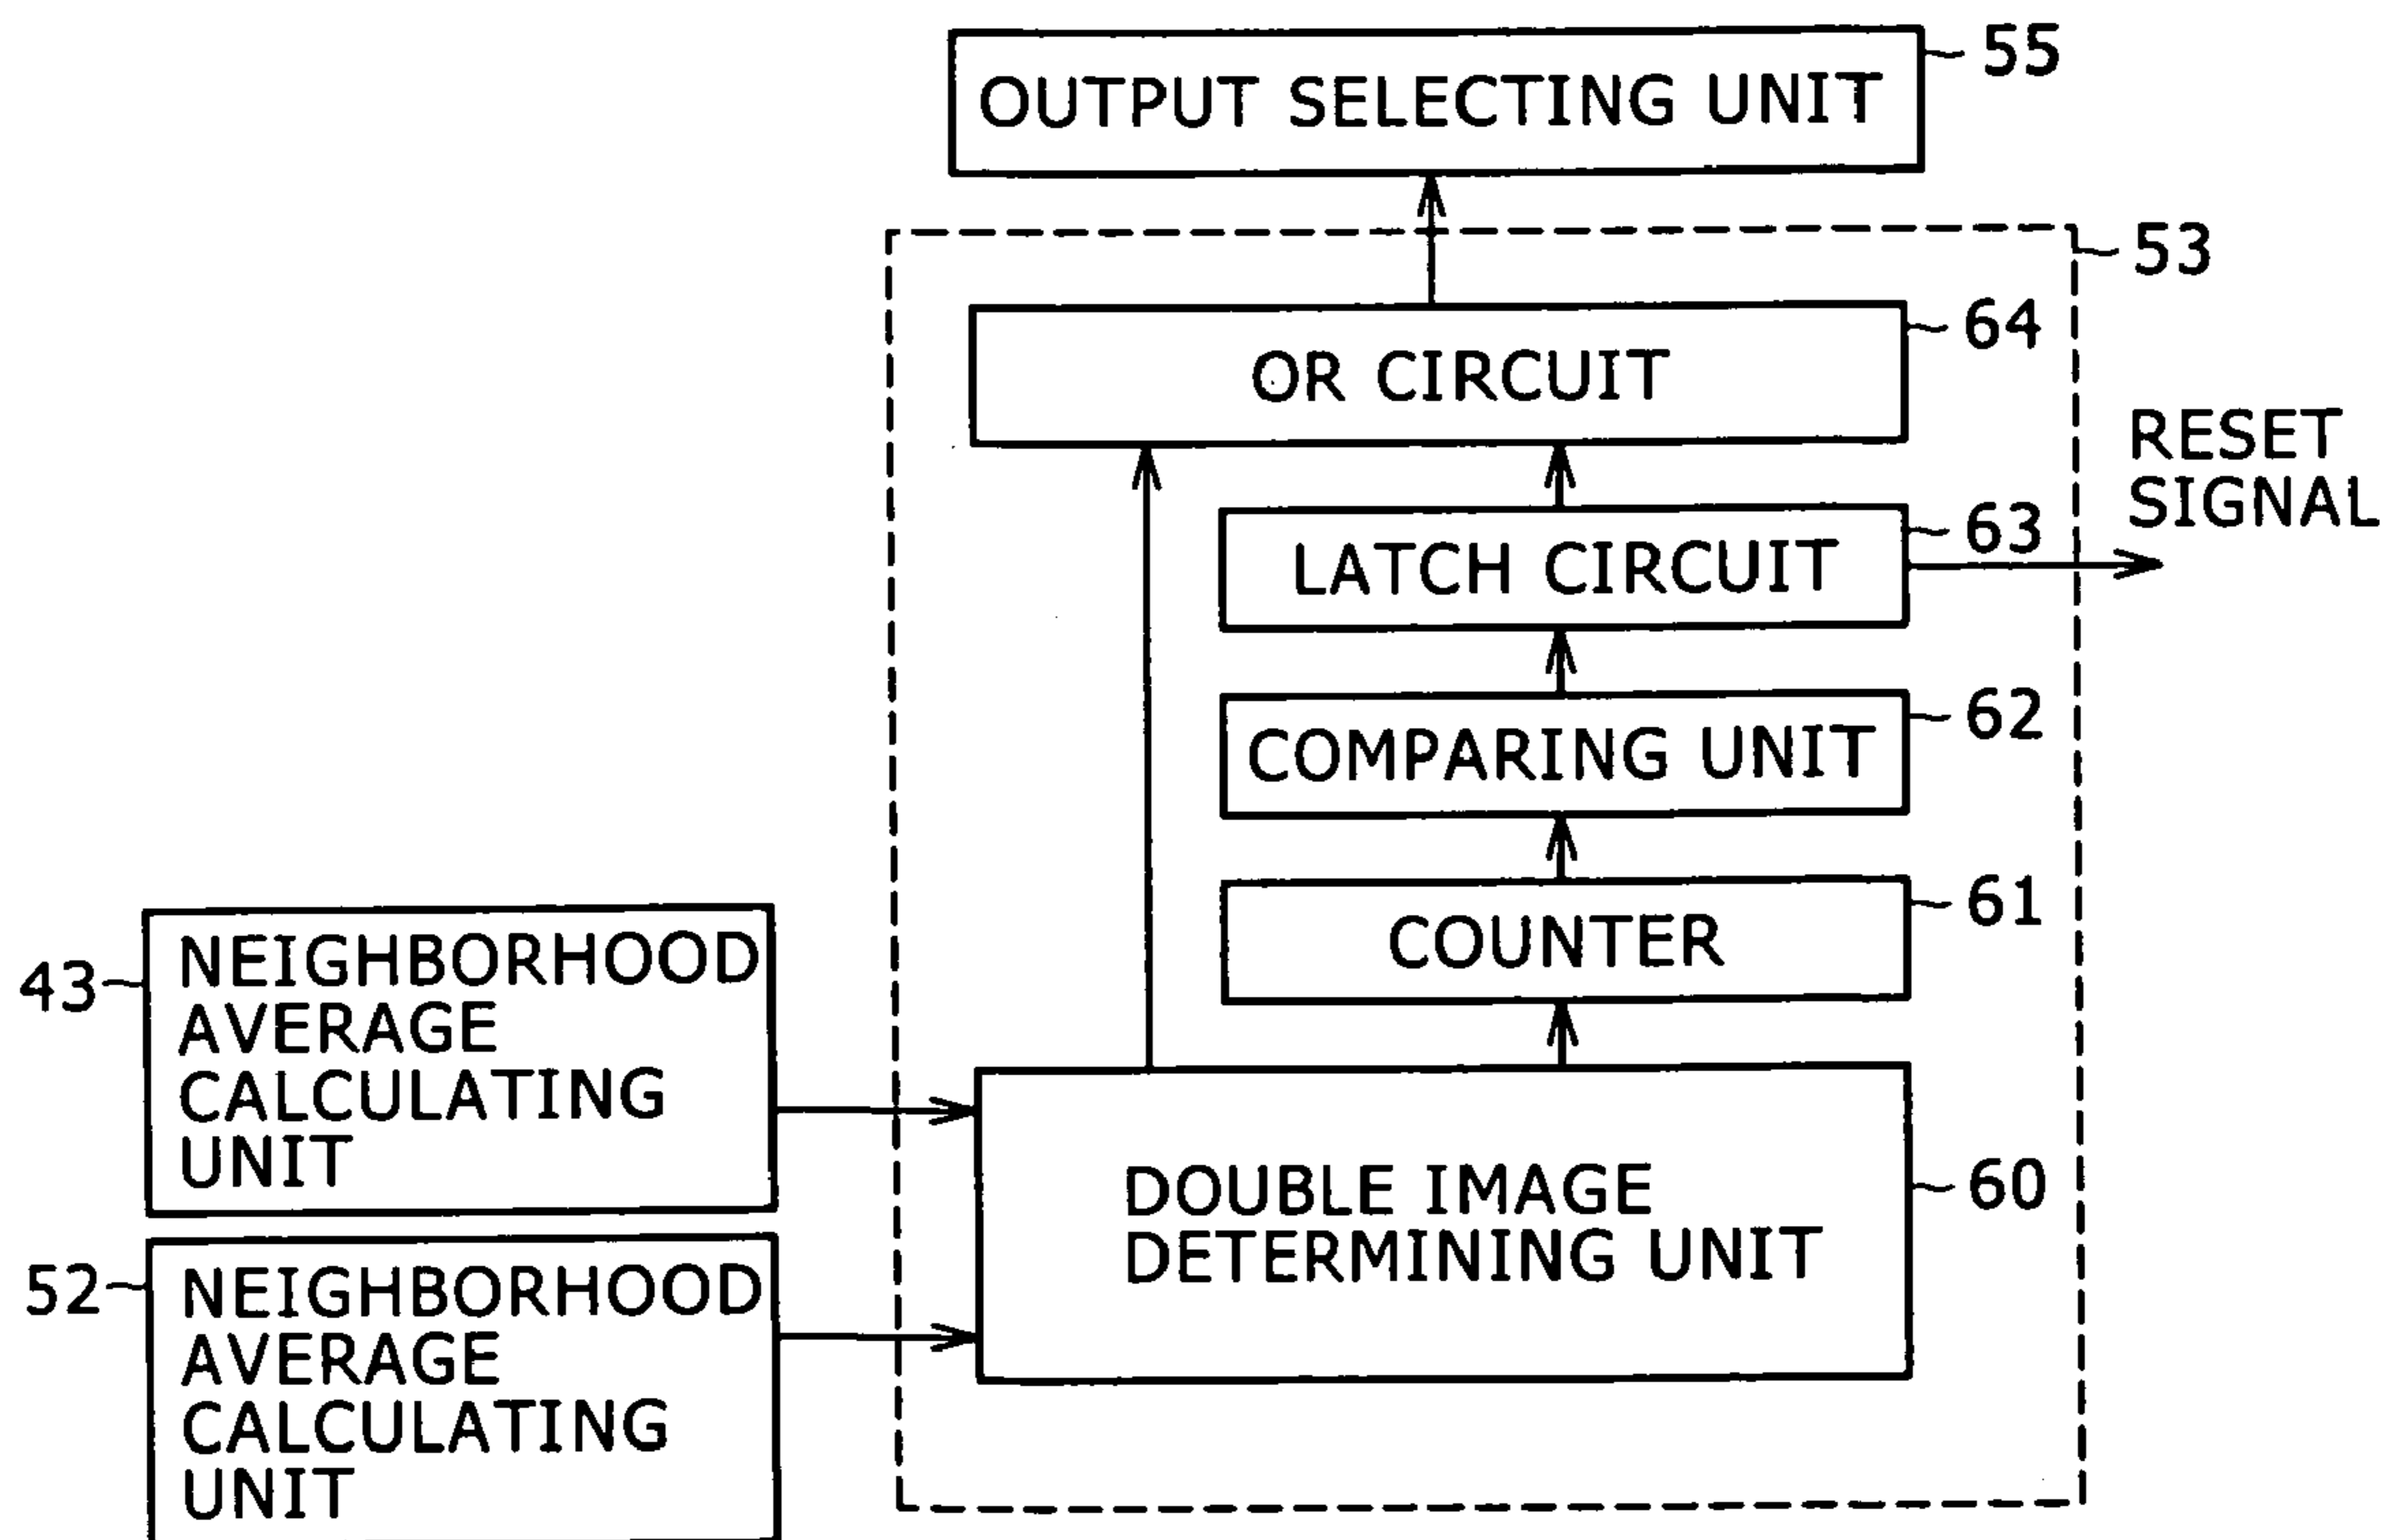 OUTPUT SELECTING UNIT
55
53
OR CIRCUIT
64
RESET
SIGNAL
LATCH CIRCUIT
63
COMPARING UNIT
62
COUNTER
61
43
NEIGHBORHOOD
AVERAGE
CALCULATING
UNIT
DOUBLE IMAGE
DETERMINING UNIT
60
52
NEIGHBORHOOD
AVERAGE
CALCULATING
UNIT